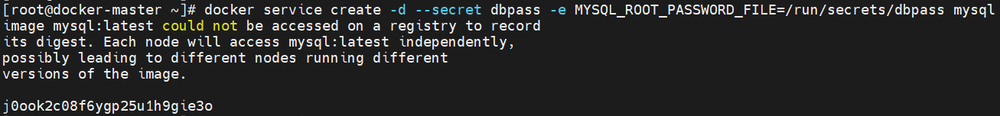 [root@docker-master ~]# docker service create -d --secret dbpass -e MYSQL_ROOT_PASSWORD_FILE=/run/secrets/dbpass mysql
image mysql:latest could not be accessed on a registry to record
its digest. Each node will access mysql:latest independently,
possibly leading to different nodes running different
versions of the image.

j0ook2c08f6ygp25u1h9gie3o